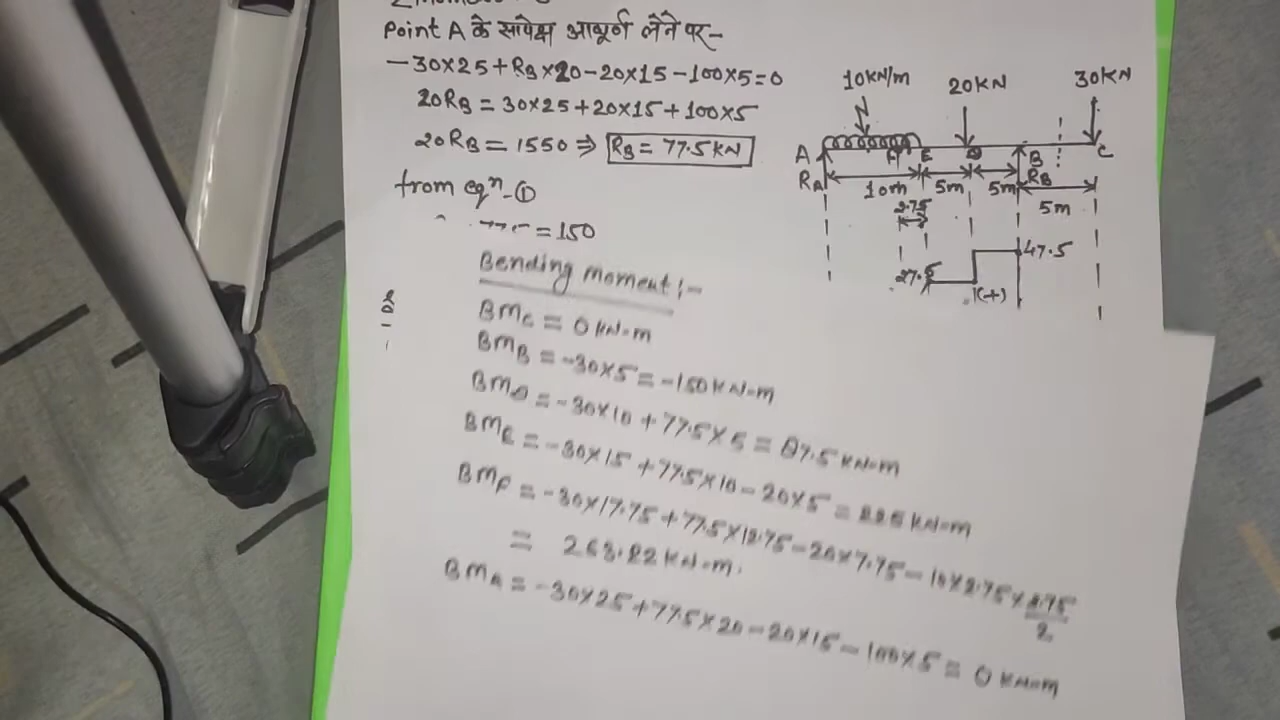 Point A के सापेक्ष आघूर्ण लेने पर-
-30×25+RB×20-20×15-100×5=0
20RB = 30×25+20×15+100×5
20RB = 1550 ⇒ RB = 77.5KN
from eqⁿ-①
=150
10KN/m
20KN
30KN
A
E
D
B
C
RA
RB
10m
5m
5m
5m
2.75
47.5
27.5
(+)
Bending moment:-
BMC = 0 KN-m
BMB = -30×5 = -150 KN-m
BMD = -30×10 + 77.5×5 = 87.5 KN-m
BME = -30×15 + 77.5×10 - 20×5 = 225 KN-m
BMF = -30×17.75 + 77.5×12.75 - 20×7.75 - 10×2.75×2.75/2
= 263.22 KN-m.
BMA = -30×25 + 77.5×20 - 20×15 - 100×5 = 0 KN-m